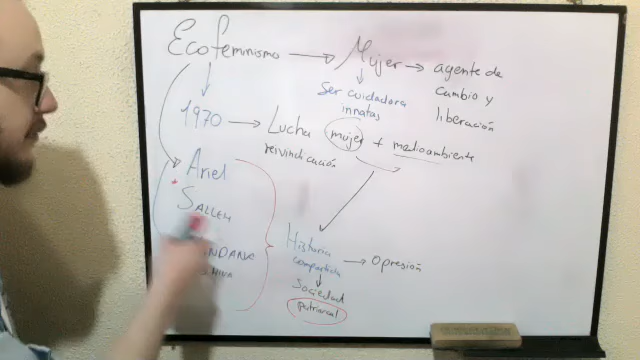 Ecofeminismo → Mujer → agente de
cambio y
liberación
↓
Ser cuidadora
innatas
↓
1970 → Lucha mujer + medioambiente
reivindicación
Ariel
SALLEH
Historia
compartida → Opresión
↓
Sociedad
patriarcal